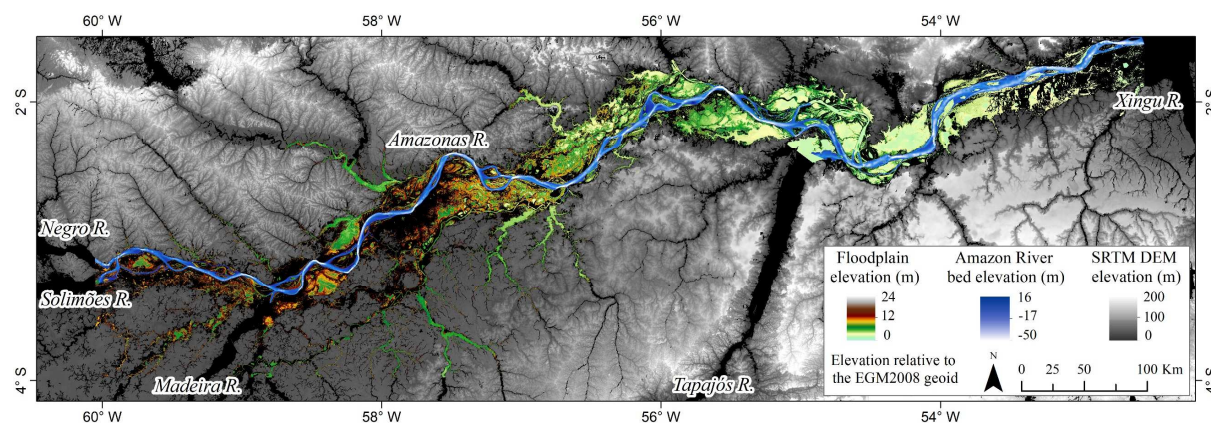 60° W
58° W
56° W
54° W
2° S
2° S
Xingu R.
Amazonas R.
Negro R.
Solimões R.
Madeira R.
Tapajós R.
4° S
4° S
Floodplain
elevation (m)
24
12
0
Amazon River
bed elevation (m)
16
-17
-50
SRTM DEM
elevation (m)
200
100
0
Elevation relative to
the EGM2008 geoid
N
0 25 50 100 Km
60° W
58° W
56° W
54° W